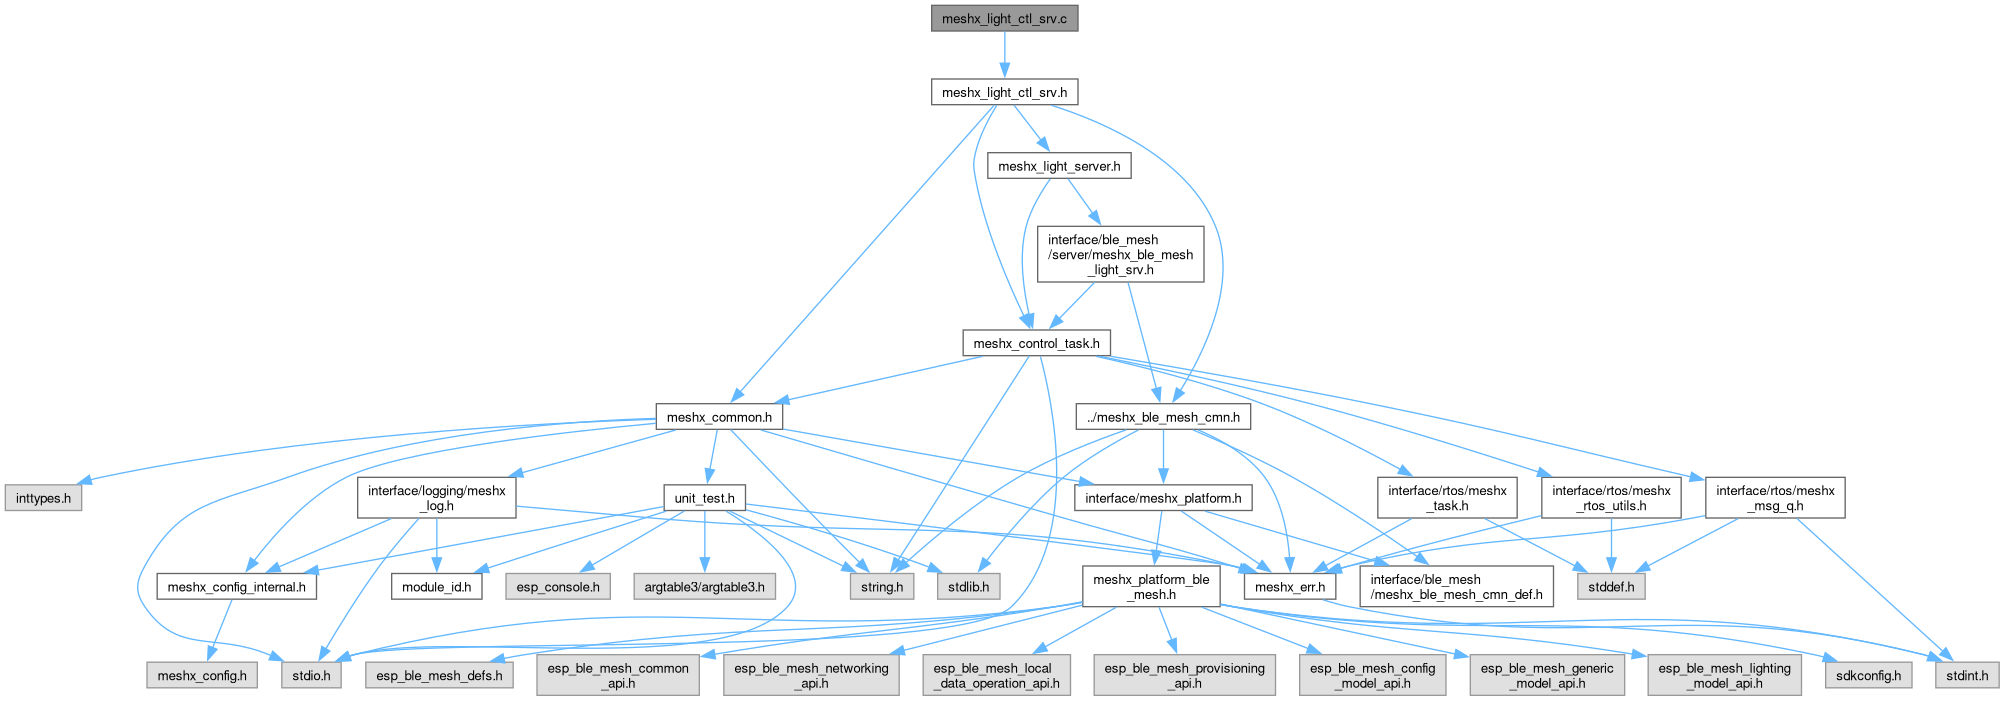 meshx_light_ctl_srv.c
meshx_light_ctl_srv.h
meshx_light_server.h
interface/ble_mesh
/server/meshx_ble_mesh
_light_srv.h
meshx_control_task.h
meshx_common.h
../meshx_ble_mesh_cmn.h
inttypes.h
interface/logging/meshx
_log.h
unit_test.h
interface/meshx_platform.h
interface/rtos/meshx
_task.h
interface/rtos/meshx
_rtos_utils.h
interface/rtos/meshx
_msg_q.h
meshx_config_internal.h
module_id.h
esp_console.h
argtable3/argtable3.h
string.h
stdlib.h
meshx_platform_ble
_mesh.h
meshx_err.h
interface/ble_mesh
/meshx_ble_mesh_cmn_def.h
stddef.h
meshx_config.h
stdio.h
esp_ble_mesh_defs.h
esp_ble_mesh_common
_api.h
esp_ble_mesh_networking
_api.h
esp_ble_mesh_local
_data_operation_api.h
esp_ble_mesh_provisioning
_api.h
esp_ble_mesh_config
_model_api.h
esp_ble_mesh_generic
_model_api.h
esp_ble_mesh_lighting
_model_api.h
sdkconfig.h
stdint.h